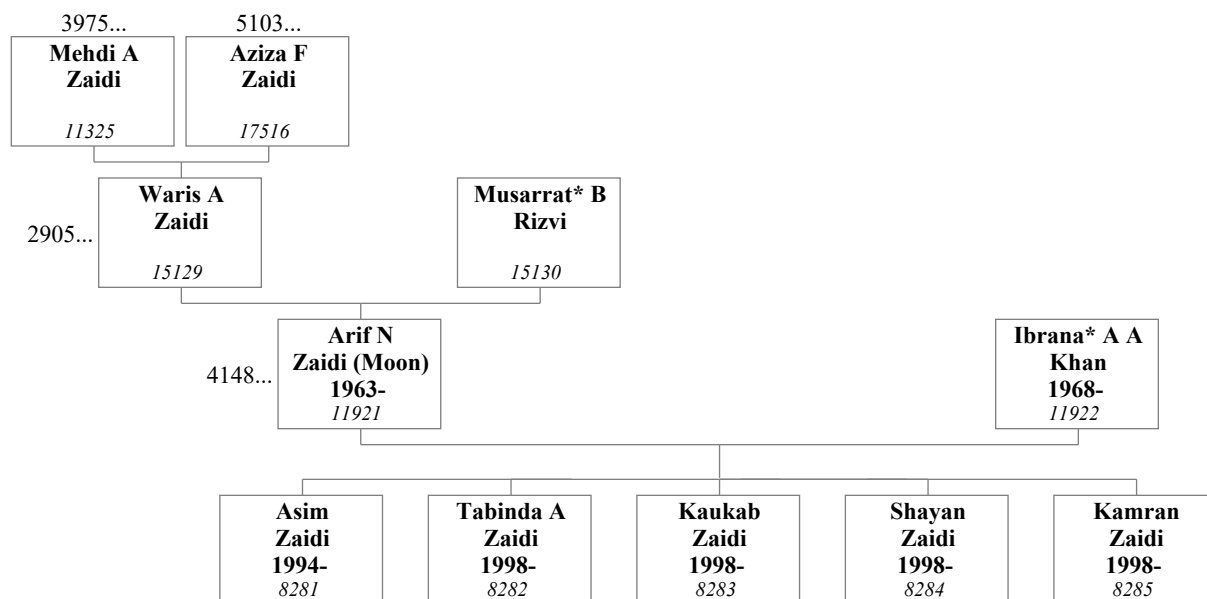 3975...
5103...
Mehdi A
Zaidi
11325
Aziza F
Zaidi
17516
2905...
Waris A
Zaidi
15129
Musarrat* B
Rizvi
15130
4148...
Arif N
Zaidi (Moon)
1963-
11921
Ibrana* A A
Khan
1968-
11922
Asim
Zaidi
1994-
8281
Tabinda A
Zaidi
1998-
8282
Kaukab
Zaidi
1998-
8283
Shayan
Zaidi
1998-
8284
Kamran
Zaidi
1998-
8285